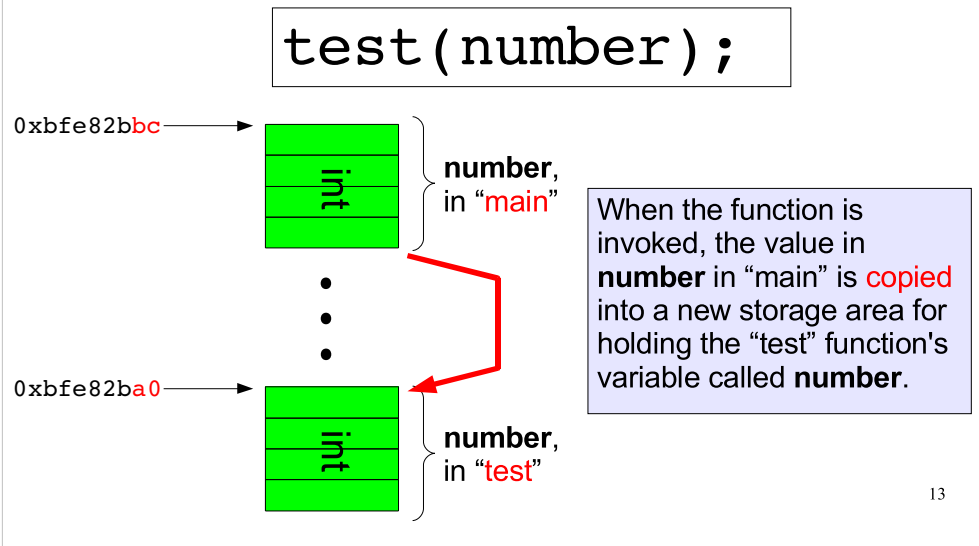 test(number);
0xbfe82bbc
int
number,
in “main”
When the function is
invoked, the value in
number in “main” is copied
into a new storage area for
holding the “test” function's
variable called number.
0xbfe82ba0
int
number,
in “test”
13